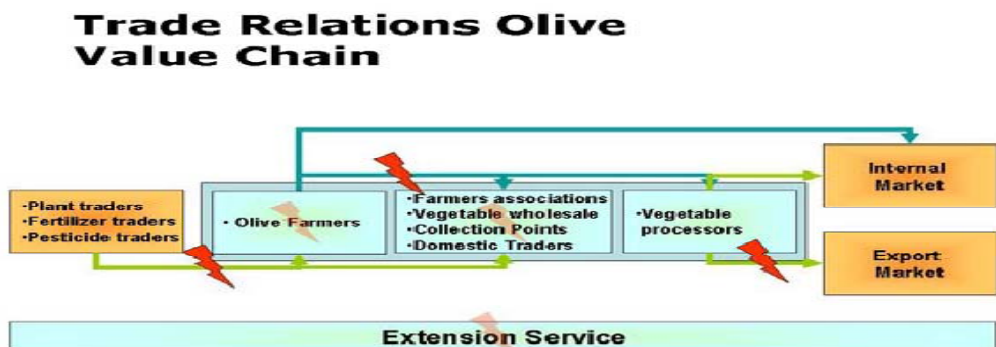 Trade Relations Olive
Value Chain
•Plant traders
•Fertilizer traders
•Pesticide traders
• Olive Farmers
•Farmers associations
•Vegetable wholesale
•Collection Points
•Domestic Traders
•Vegetable
processors
Internal
Market
Export
Market
Extension Service